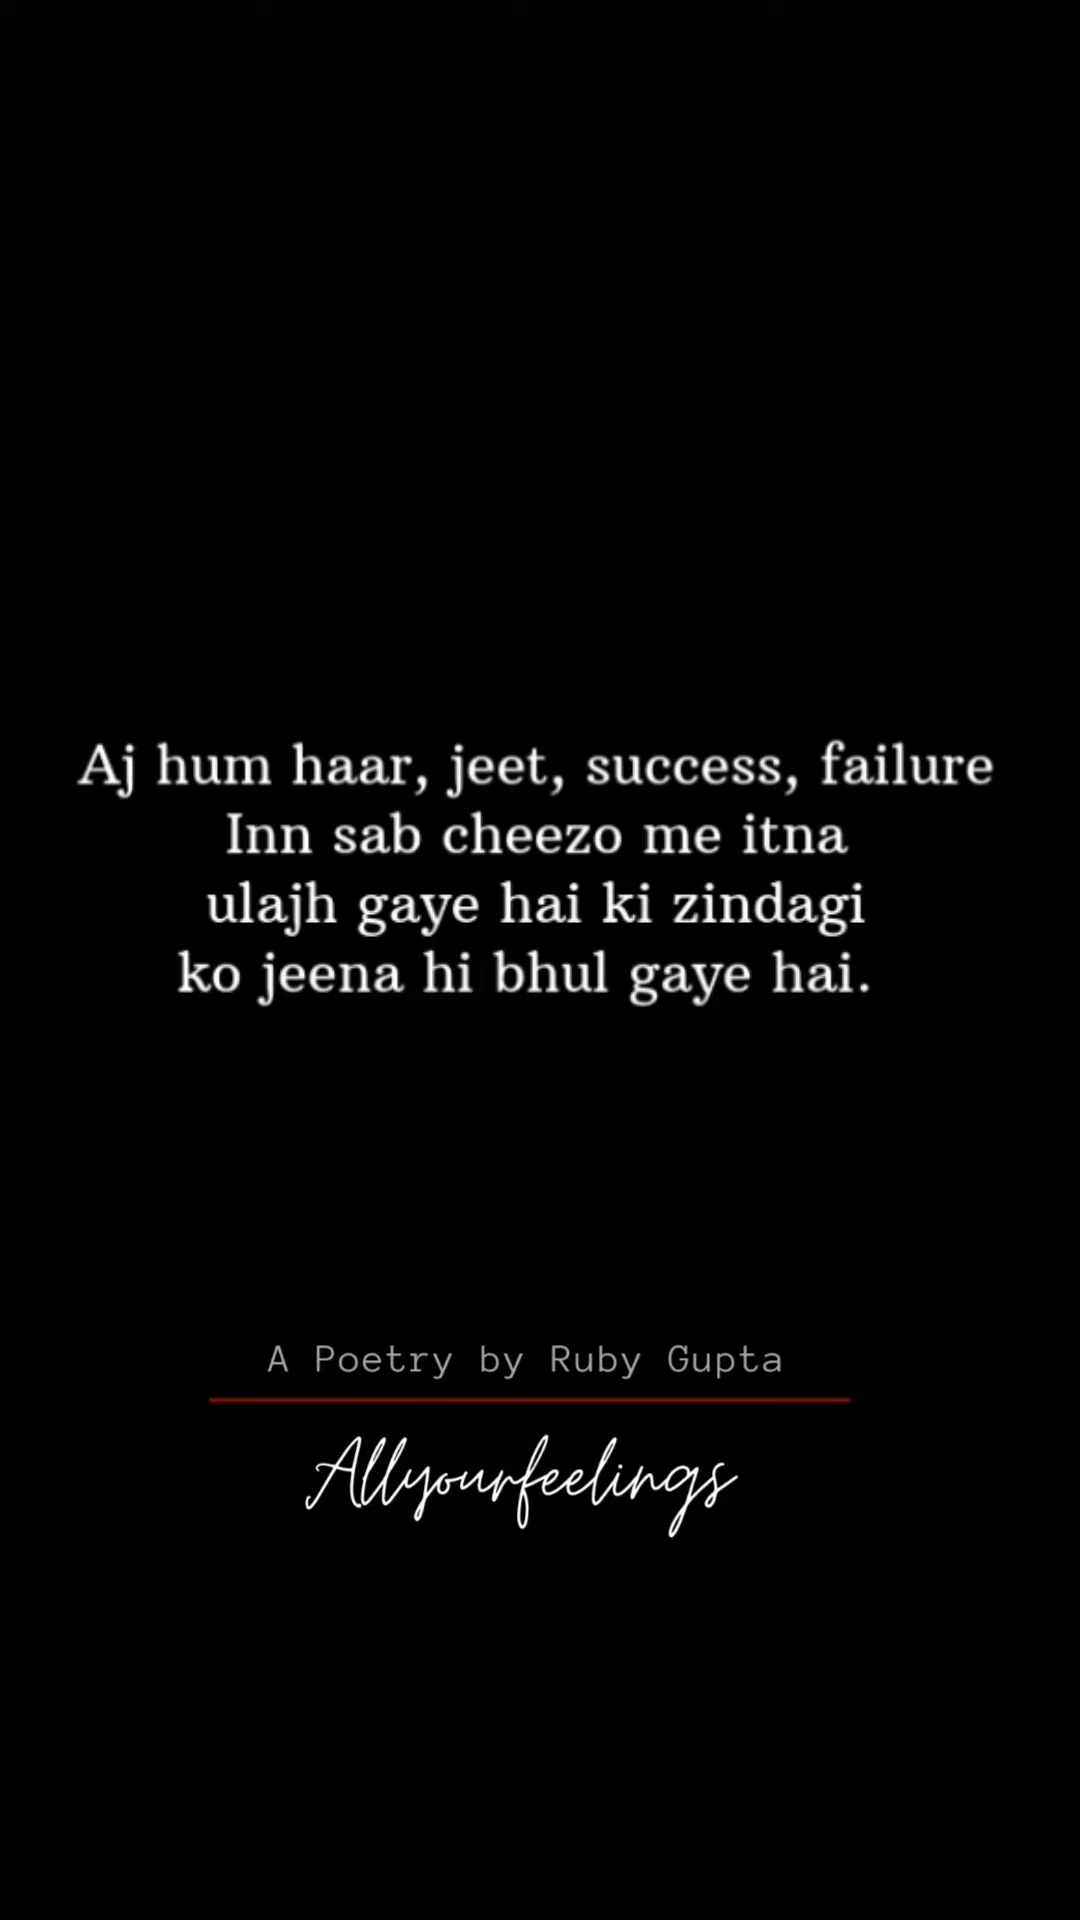 Aj hum haar, jeet, success, failure
Inn sab cheezo me itna
ulajh gaye hai ki zindagi
ko jeena hi bhul gaye hai.
A Poetry by Ruby Gupta
Allyourfeelings